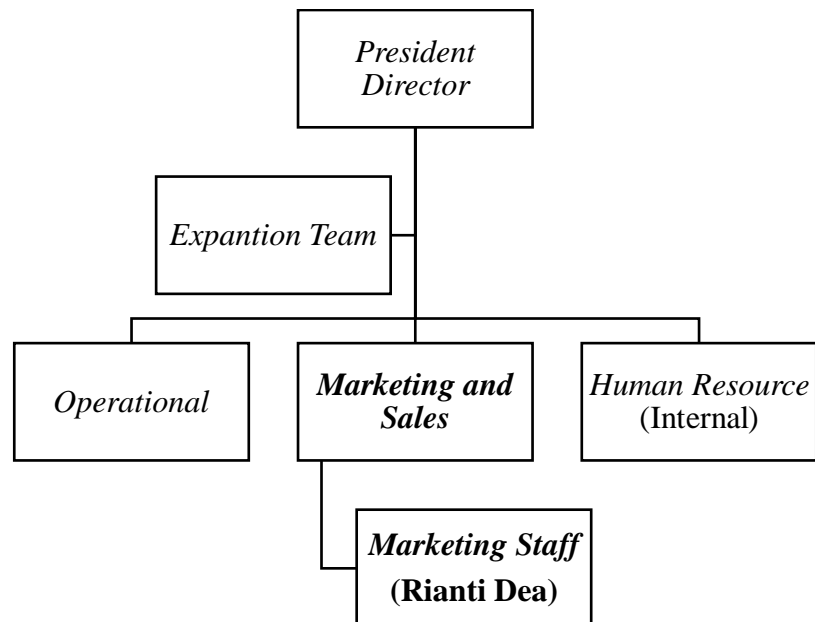 President
Director
Expantion Team
Operational
Marketing and
Sales
Human Resource
(Internal)
Marketing Staff
(Rianti Dea)